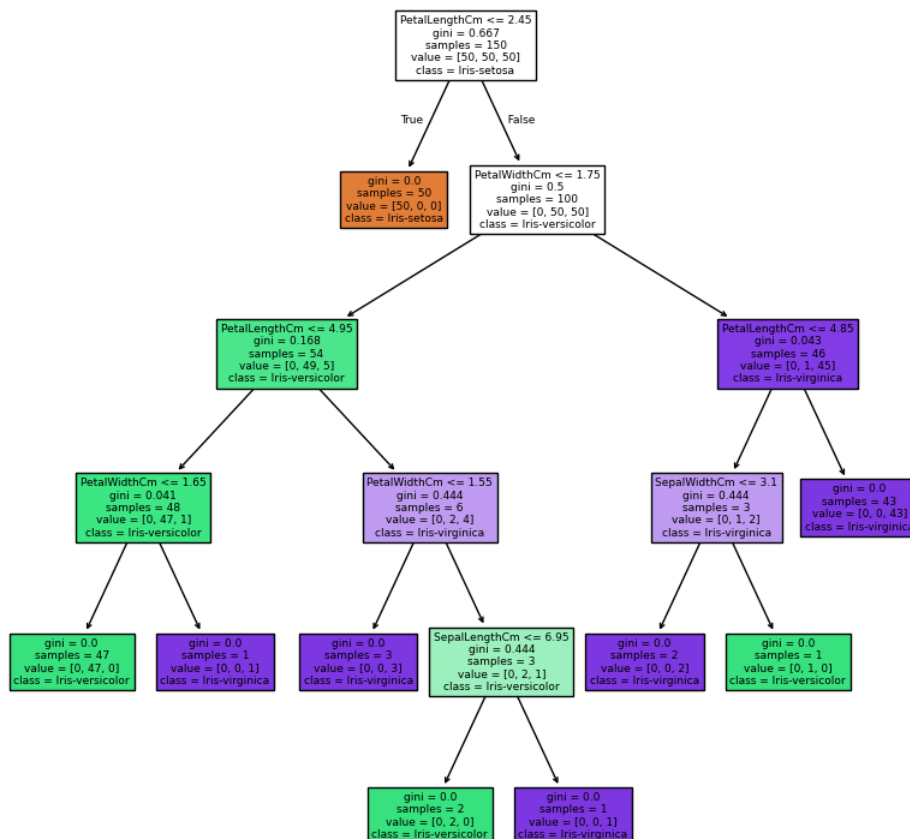 PetalLengthCm <= 2.45
gini = 0.667
samples = 150
value = [50, 50, 50]
class = Iris-setosa
True
False
gini = 0.0
samples = 50
value = [50, 0, 0]
class = Iris-setosa
PetalWidthCm <= 1.75
gini = 0.5
samples = 100
value = [0, 50, 50]
class = Iris-versicolor
PetalLengthCm <= 4.95
gini = 0.168
samples = 54
value = [0, 49, 5]
class = Iris-versicolor
PetalLengthCm <= 4.85
gini = 0.043
samples = 46
value = [0, 1, 45]
class = Iris-virginica
PetalWidthCm <= 1.65
gini = 0.041
samples = 48
value = [0, 47, 1]
class = Iris-versicolor
PetalWidthCm <= 1.55
gini = 0.444
samples = 6
value = [0, 2, 4]
class = Iris-virginica
SepalWidthCm <= 3.1
gini = 0.444
samples = 3
value = [0, 1, 2]
class = Iris-virginica
gini = 0.0
samples = 43
value = [0, 0, 43]
class = Iris-virginica
gini = 0.0
samples = 47
value = [0, 47, 0]
class = Iris-versicolor
gini = 0.0
samples = 1
value = [0, 0, 1]
class = Iris-virginica
gini = 0.0
samples = 3
value = [0, 0, 3]
class = Iris-virginica
SepalLengthCm <= 6.95
gini = 0.444
samples = 3
value = [0, 2, 1]
class = Iris-versicolor
gini = 0.0
samples = 2
value = [0, 0, 2]
class = Iris-virginica
gini = 0.0
samples = 1
value = [0, 1, 0]
class = Iris-versicolor
gini = 0.0
samples = 2
value = [0, 2, 0]
class = Iris-versicolor
gini = 0.0
samples = 1
value = [0, 0, 1]
class = Iris-virginica